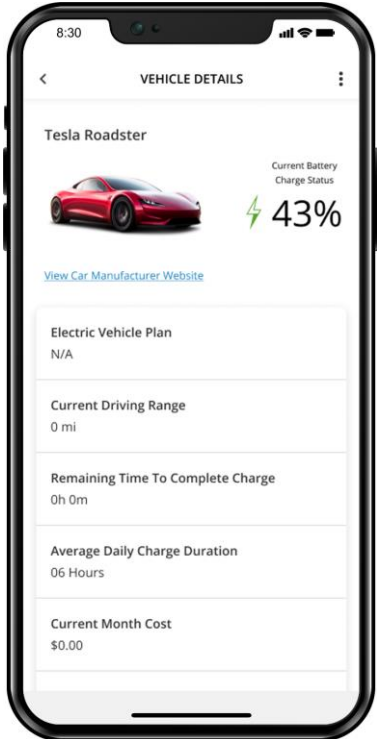 8:30
VEHICLE DETAILS
Tesla Roadster
Current Battery
Charge Status
43%
View Car Manufacturer Website
Electric Vehicle Plan
N/A
Current Driving Range
0 mi
Remaining Time To Complete Charge
0h 0m
Average Daily Charge Duration
06 Hours
Current Month Cost
$0.00